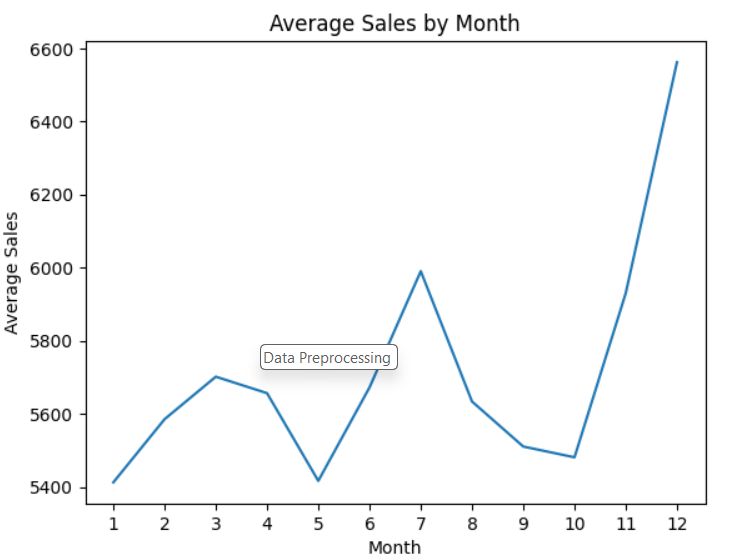 Average Sales by Month
6600
6400
6200
6000
5800
5600
5400
Average Sales
Data Preprocessing
1 2 3 4 5 6 7 8 9 10 11 12
Month